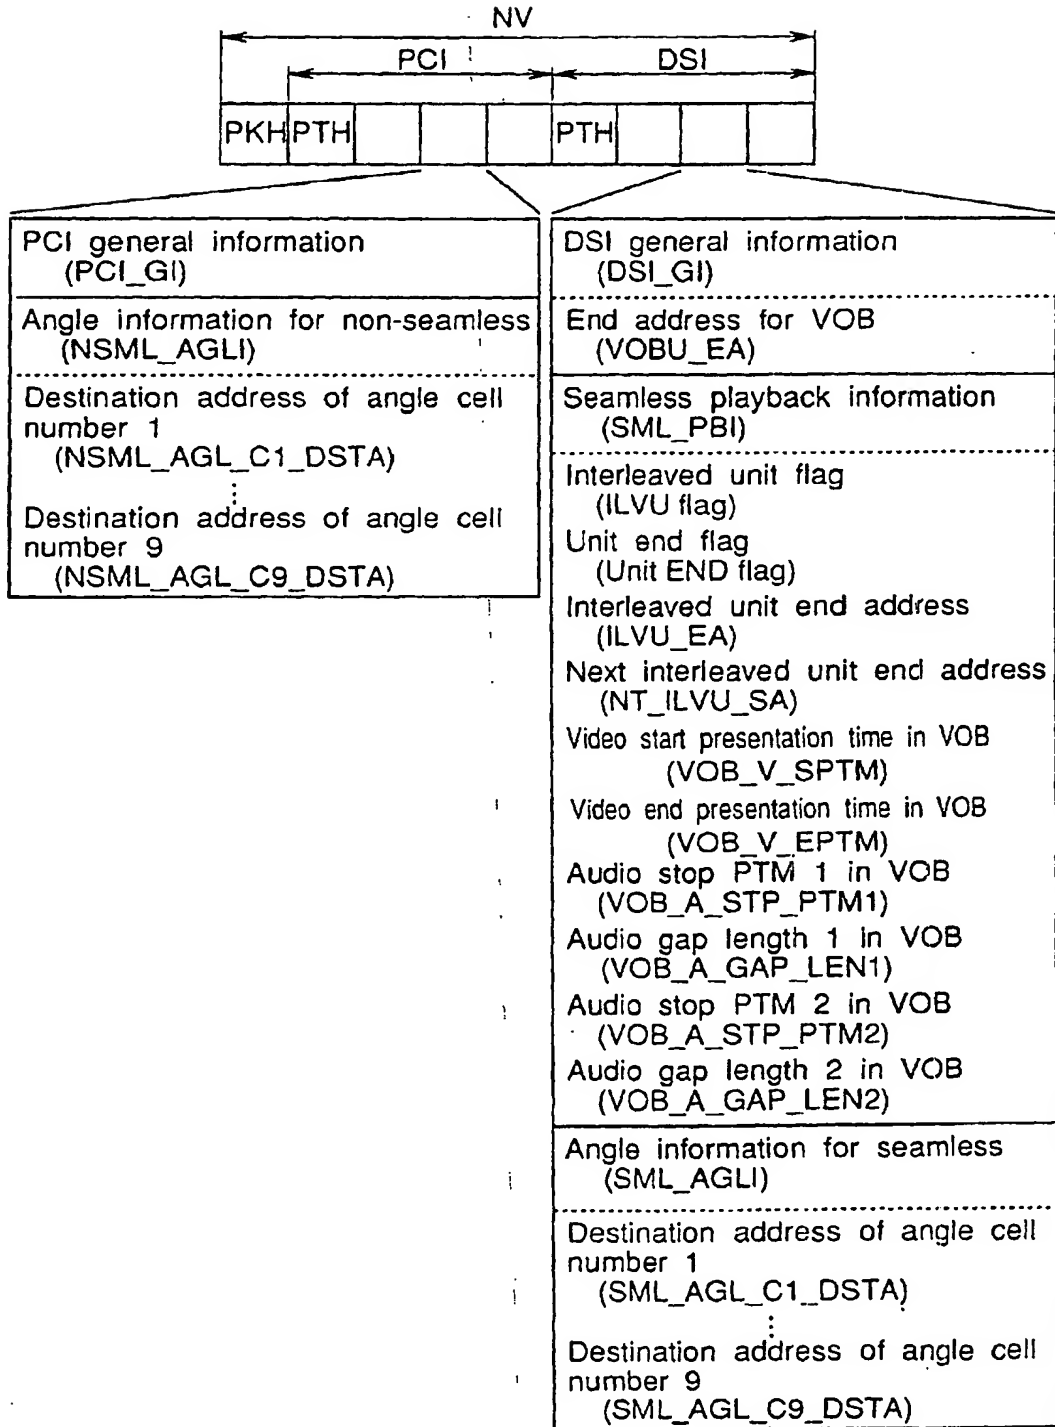 NV
PCI DSI
PKH PTH PTH
PCI general information
(PCI_GI)
Angle information for non-seamless
(NSML_AGLI)
Destination address of angle cell
number 1
(NSML_AGL_C1_DSTA)
Destination address of angle cell
number 9
(NSML_AGL_C9_DSTA)
DSI general information
(DSI_GI)
End address for VOB
(VOBU_EA)
Seamless playback information
(SML_PBI)
Interleaved unit flag
(ILVU flag)
Unit end flag
(Unit END flag)
Interleaved unit end address
(ILVU_EA)
Next interleaved unit end address
(NT_ILVU_SA)
Video start presentation time in VOB
(VOB_V_SPTM)
Video end presentation time in VOB
(VOB_V_EPTM)
Audio stop PTM 1 in VOB
(VOB_A_STP_PTM1)
Audio gap length 1 in VOB
(VOB_A_GAP_LEN1)
Audio stop PTM 2 in VOB
(VOB_A_STP_PTM2)
Audio gap length 2 in VOB
(VOB_A_GAP_LEN2)
Angle information for seamless
(SML_AGLI)
Destination address of angle cell
number 1
(SML_AGL_C1_DSTA)
Destination address of angle cell
number 9
(SML_AGL_C9_DSTA)